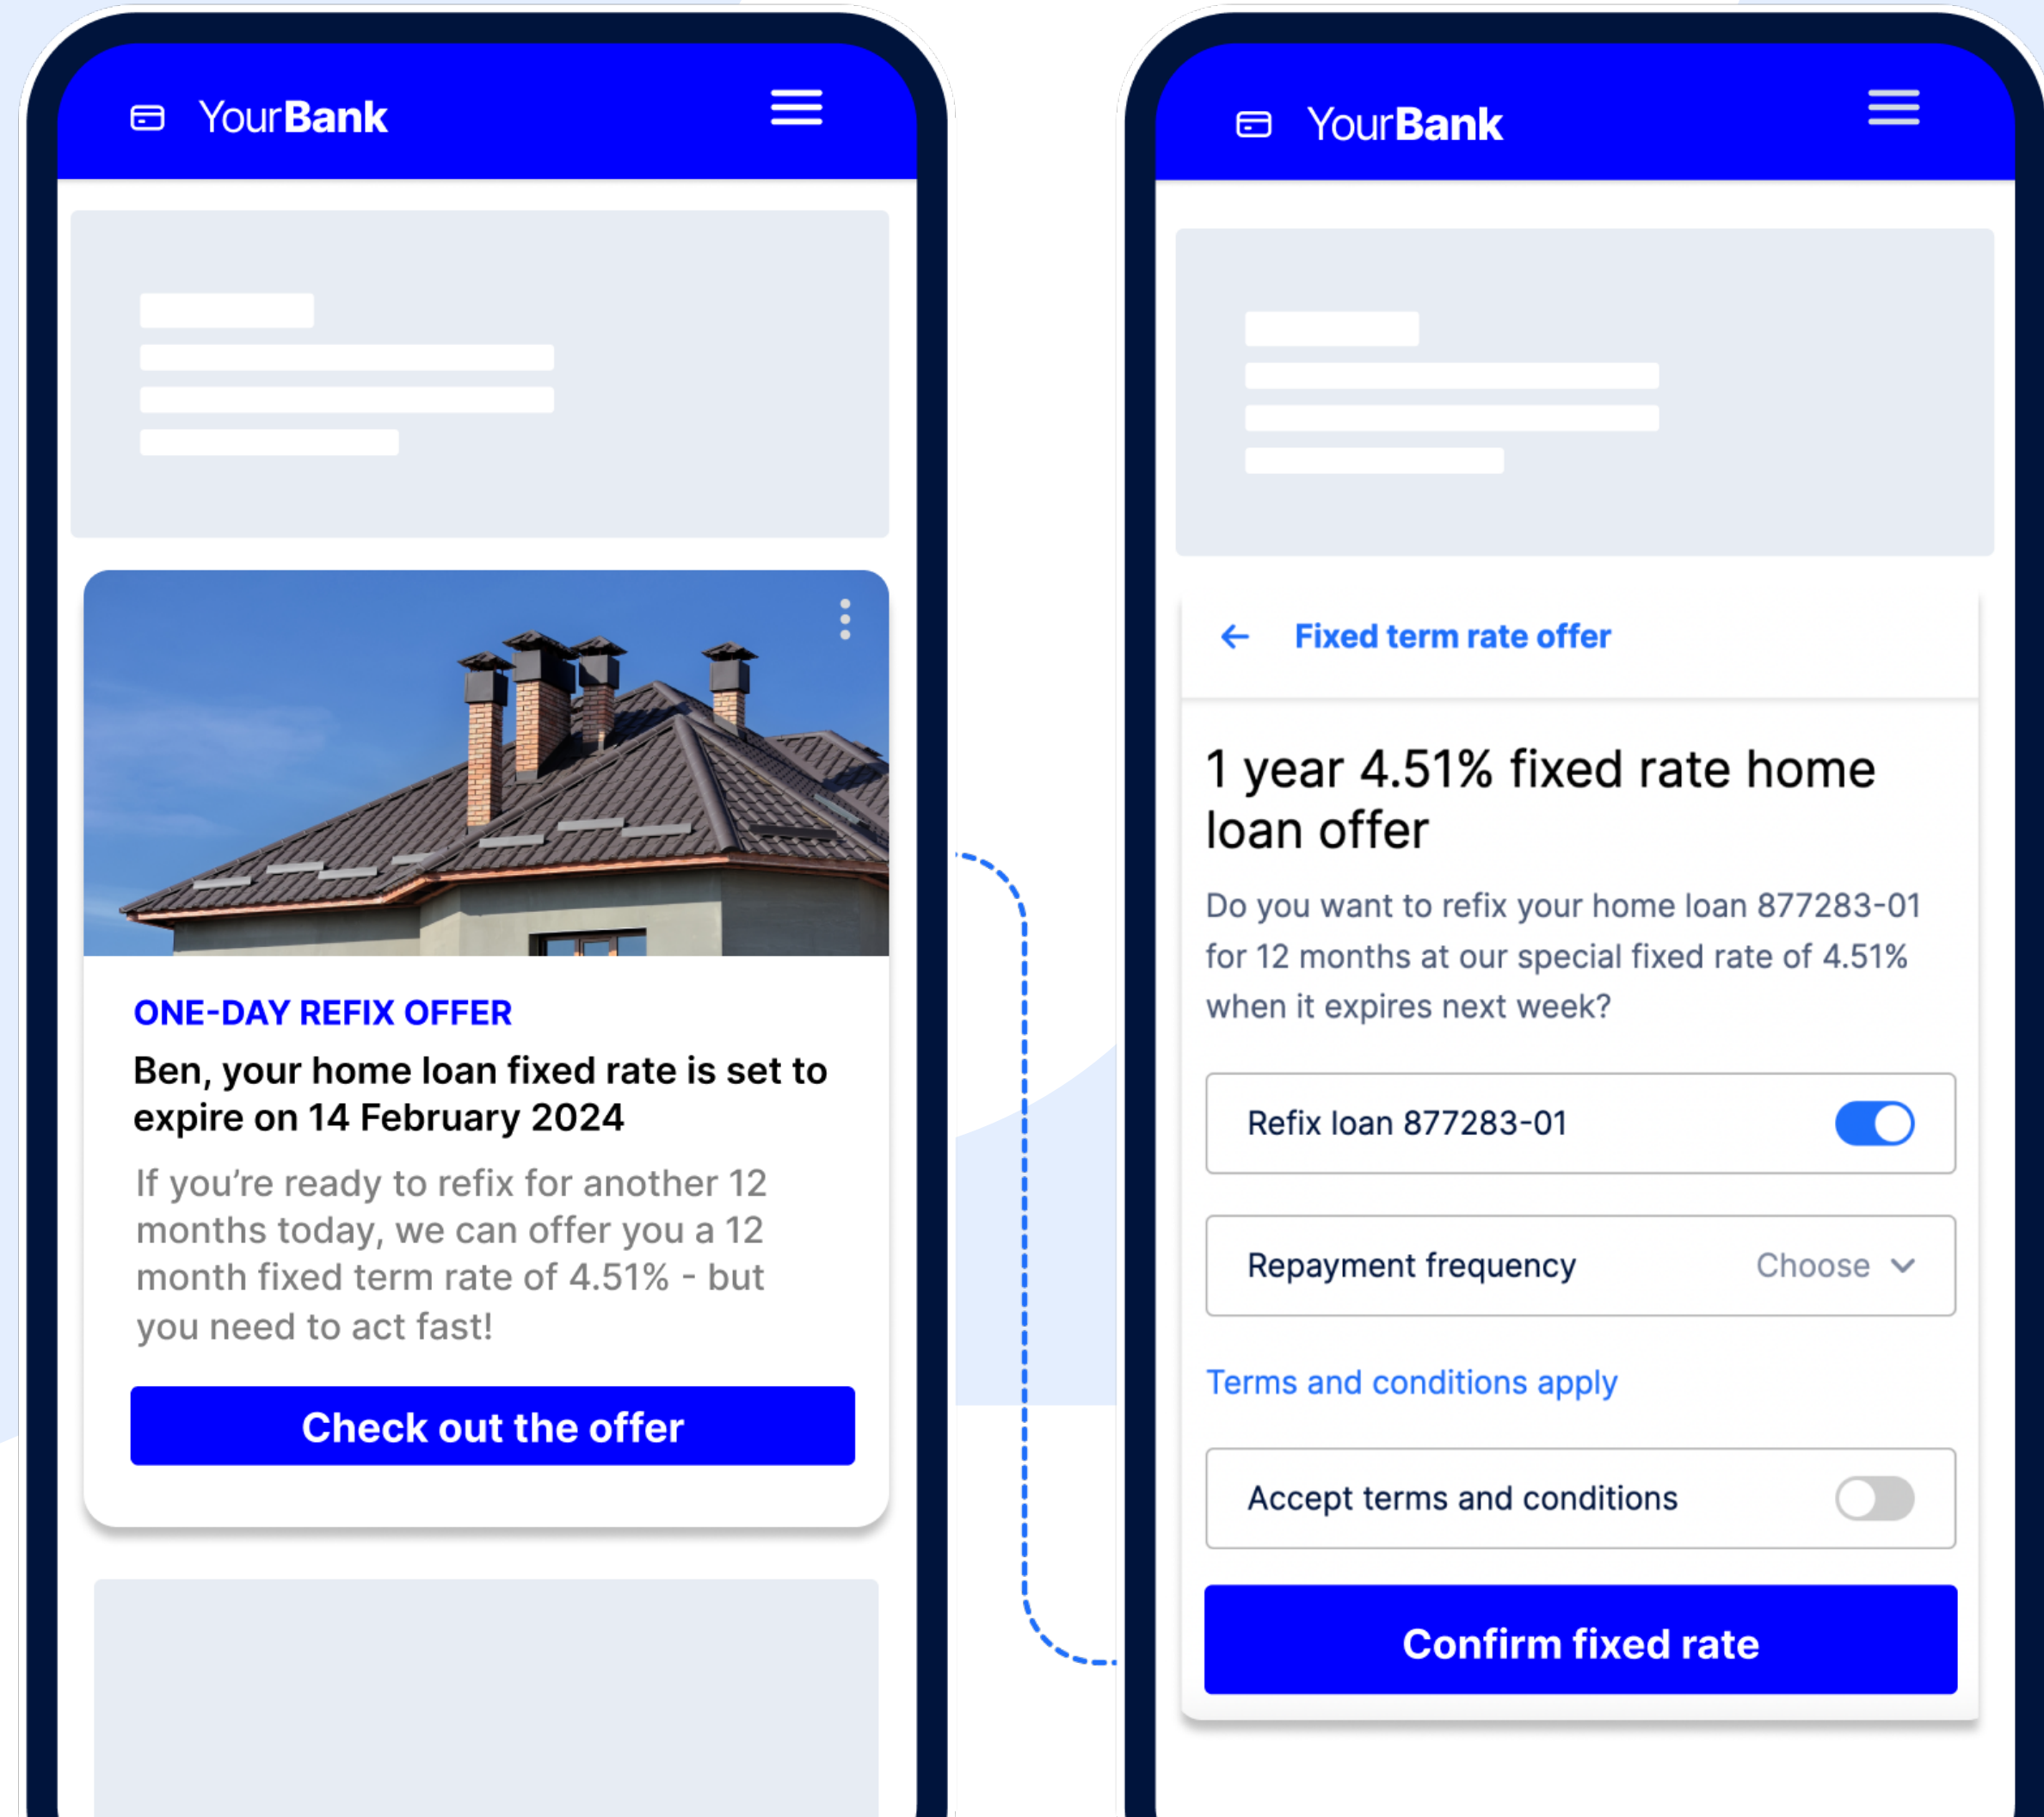 YourBank
ONE-DAY REFIX OFFER
Ben, your home loan fixed rate is set to
expire on 14 February 2024
If you’re ready to refix for another 12
months today, we can offer you a 12
month fixed term rate of 4.51% - but
you need to act fast!
Check out the offer
YourBank
Fixed term rate offer
1 year 4.51% fixed rate home
loan offer
Do you want to refix your home loan 877283-01
for 12 months at our special fixed rate of 4.51%
when it expires next week?
Refix loan 877283-01
Repayment frequency Choose
Terms and conditions apply
Accept terms and conditions
Confirm fixed rate